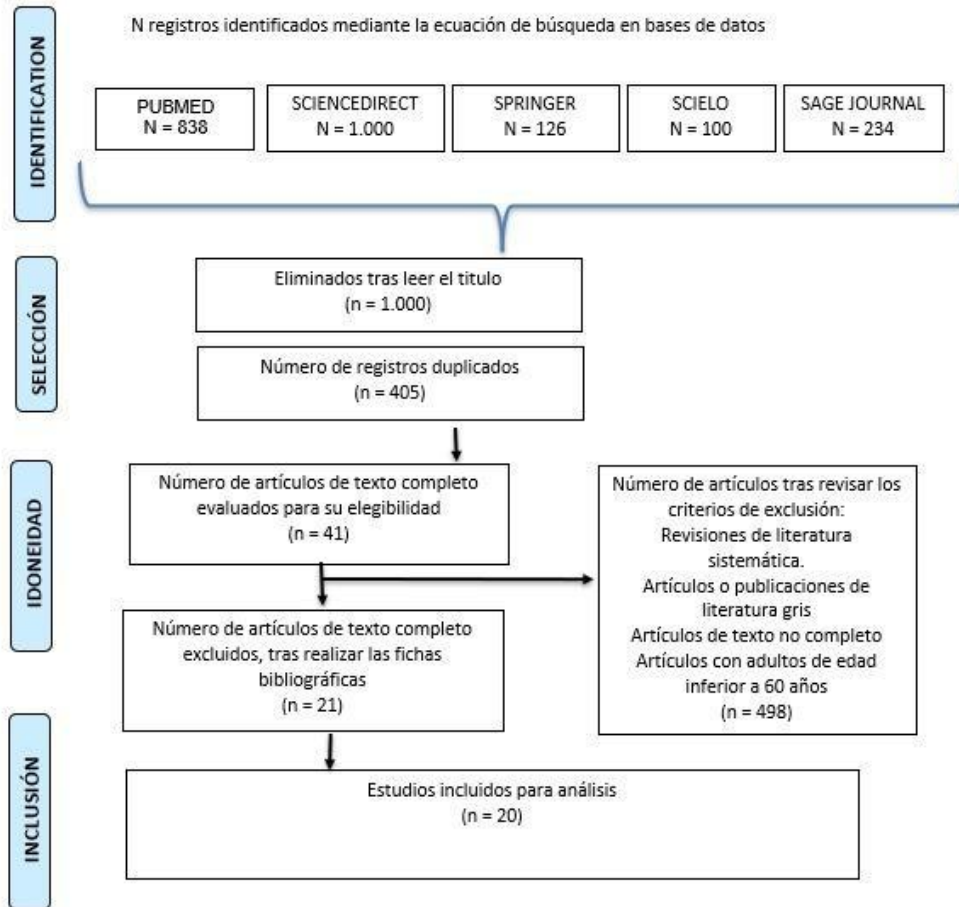 IDENTIFICATION
N registros identificados mediante la ecuación de búsqueda en bases de datos
PUBMED
N = 838
SCIENCEDIRECT
N = 1.000
SPRINGER
N = 126
SCIELO
N = 100
SAGE JOURNAL
N = 234
SELECCIÓN
Eliminados tras leer el titulo
(n = 1.000)
Número de registros duplicados
(n = 405)
IDONEIDAD
Número de artículos de texto completo
evaluados para su elegibilidad
(n = 41)
Número de artículos tras revisar los
criterios de exclusión:
Revisiones de literatura
sistemática.
Artículos o publicaciones de
literatura gris
Artículos de texto no completo
Artículos con adultos de edad
inferior a 60 años
(n = 498)
Número de artículos de texto completo
excluidos, tras realizar las fichas
bibliográficas
(n = 21)
INCLUSIÓN
Estudios incluidos para análisis
(n = 20)